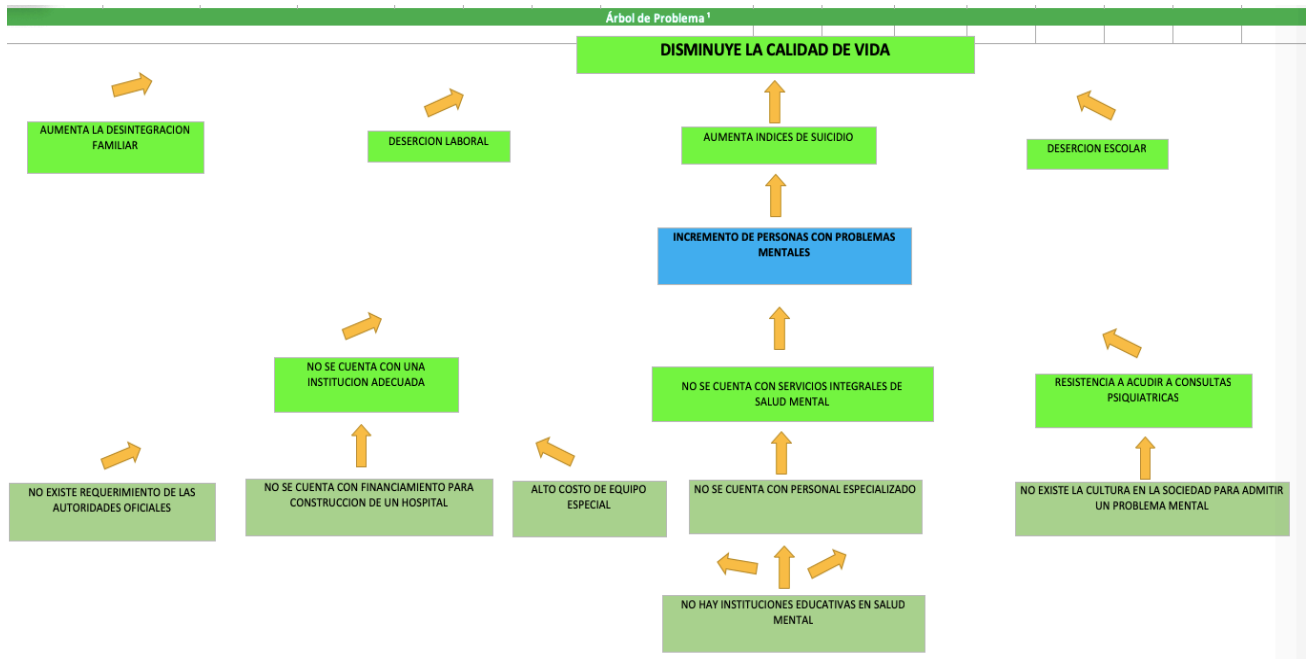 Árbol de Problema ¹
DISMINUYE LA CALIDAD DE VIDA
AUMENTA LA DESINTEGRACION
FAMILIAR
DESERCION LABORAL
AUMENTA INDICES DE SUICIDIO
DESERCION ESCOLAR
INCREMENTO DE PERSONAS CON PROBLEMAS
MENTALES
NO SE CUENTA CON UNA
INSTITUCION ADECUADA
NO SE CUENTA CON SERVICIOS INTEGRALES DE
SALUD MENTAL
RESISTENCIA A ACUDIR A CONSULTAS
PSIQUIATRICAS
NO EXISTE REQUERIMIENTO DE LAS
AUTORIDADES OFICIALES
NO SE CUENTA CON FINANCIAMIENTO PARA
CONSTRUCCION DE UN HOSPITAL
ALTO COSTO DE EQUIPO
ESPECIAL
NO SE CUENTA CON PERSONAL ESPECIALIZADO
NO EXISTE LA CULTURA EN LA SOCIEDAD PARA ADMITIR
UN PROBLEMA MENTAL
NO HAY INSTITUCIONES EDUCATIVAS EN SALUD
MENTAL